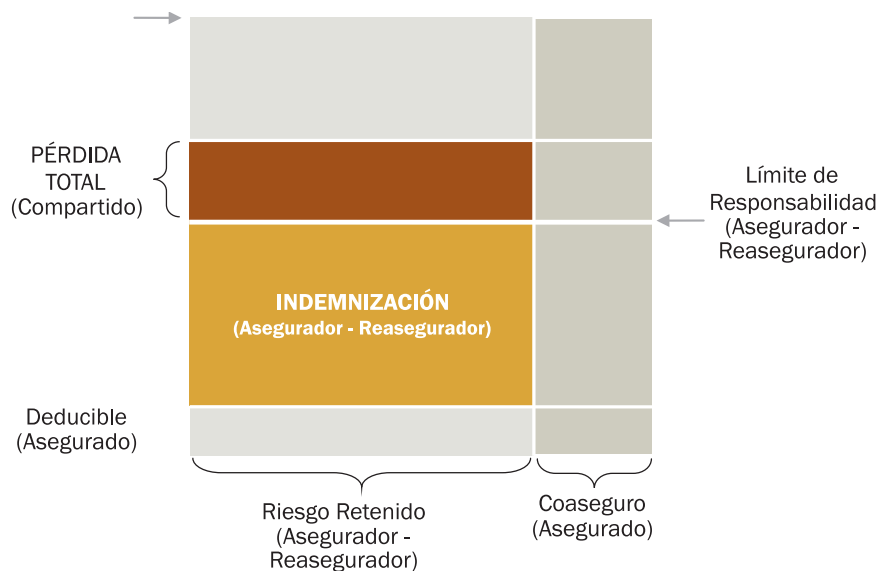 PÉRDIDA
TOTAL
(Compartido)
Límite de
Responsabilidad
(Asegurador -
Reasegurador)
INDEMNIZACIÓN
(Asegurador - Reasegurador)
Deducible
(Asegurado)
Riesgo Retenido
(Asegurador -
Reasegurador)
Coaseguro
(Asegurado)